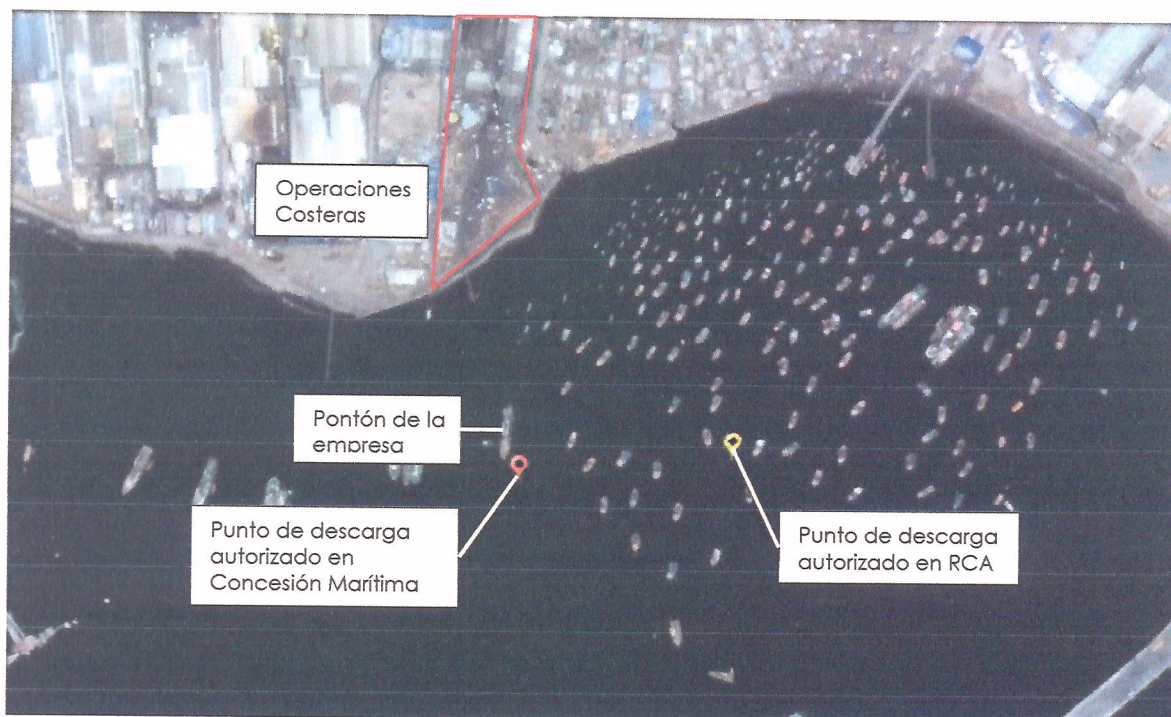 Operaciones
Costeras
Pontón de la
empresa
Punto de descarga
autorizado en
Concesión Marítima
Punto de descarga
autorizado en RCA